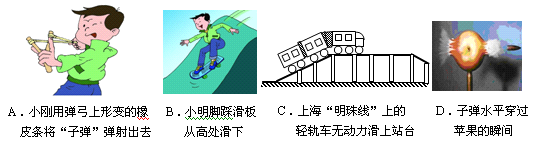 A．小刚用弹弓上形变的橡
皮条将“子弹”弹射出去
B．小明脚踩滑板
从高处滑下
C．上海“明珠线”上的
轻轨车无动力滑上站台
D．子弹水平穿过
苹果的瞬间